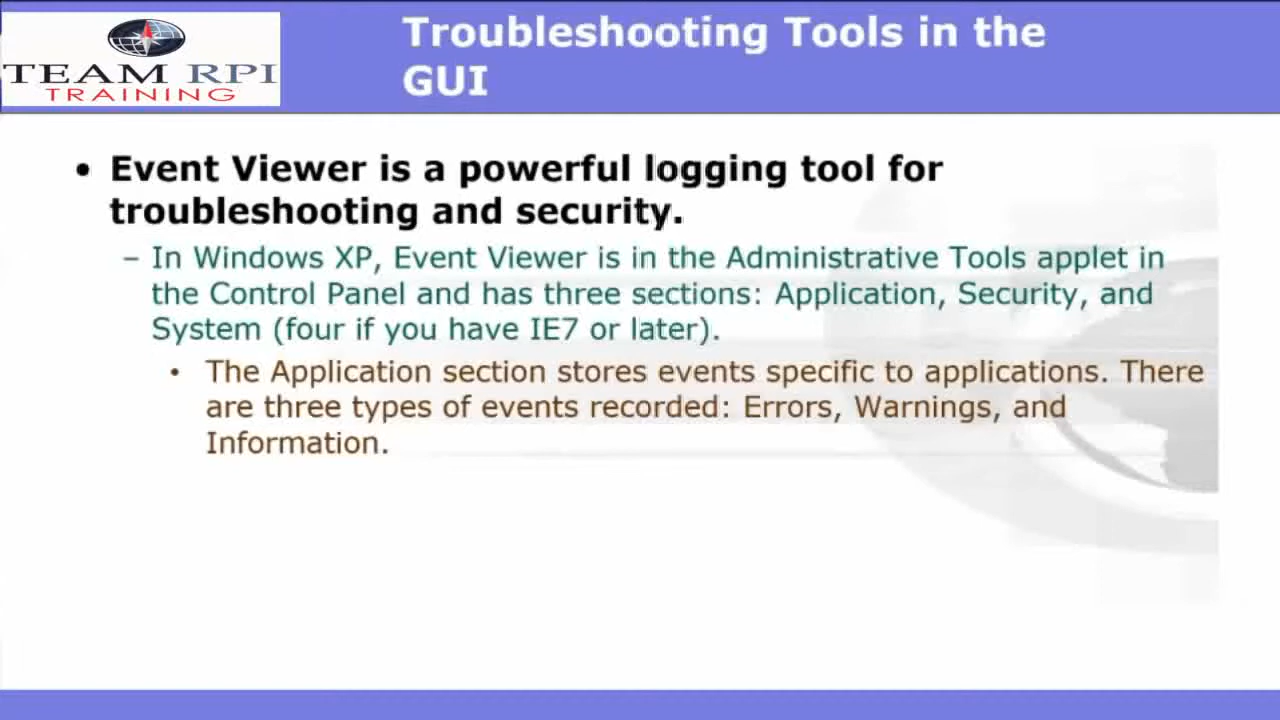 TEAM RPI
TRAINING
Troubleshooting Tools in the
GUI
• Event Viewer is a powerful logging tool for
troubleshooting and security.
– In Windows XP, Event Viewer is in the Administrative Tools applet in
the Control Panel and has three sections: Application, Security, and
System (four if you have IE7 or later).
• The Application section stores events specific to applications. There
are three types of events recorded: Errors, Warnings, and
Information.